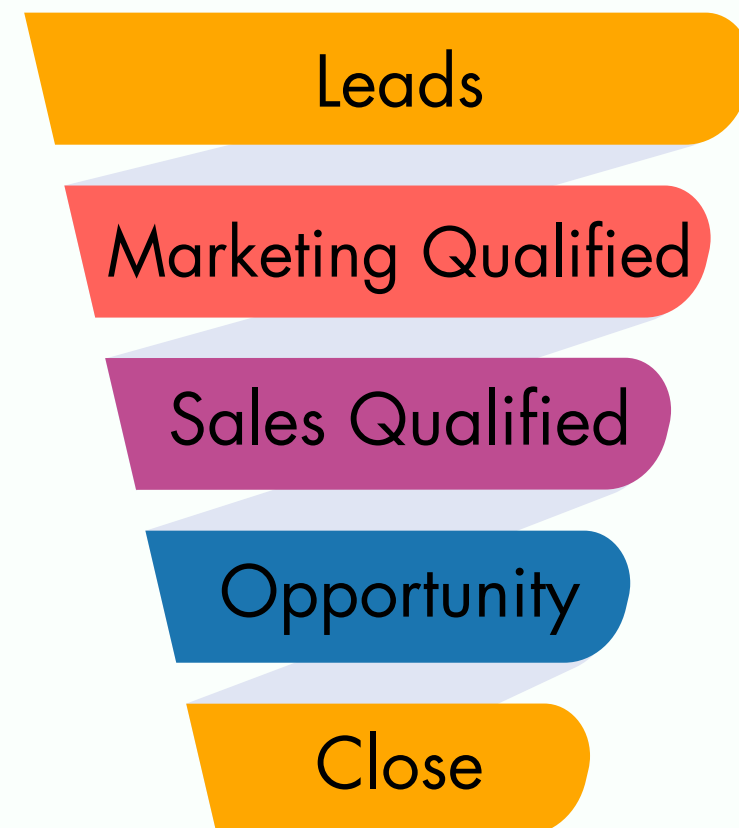 Leads
Marketing Qualified
Sales Qualified
Opportunity
Close